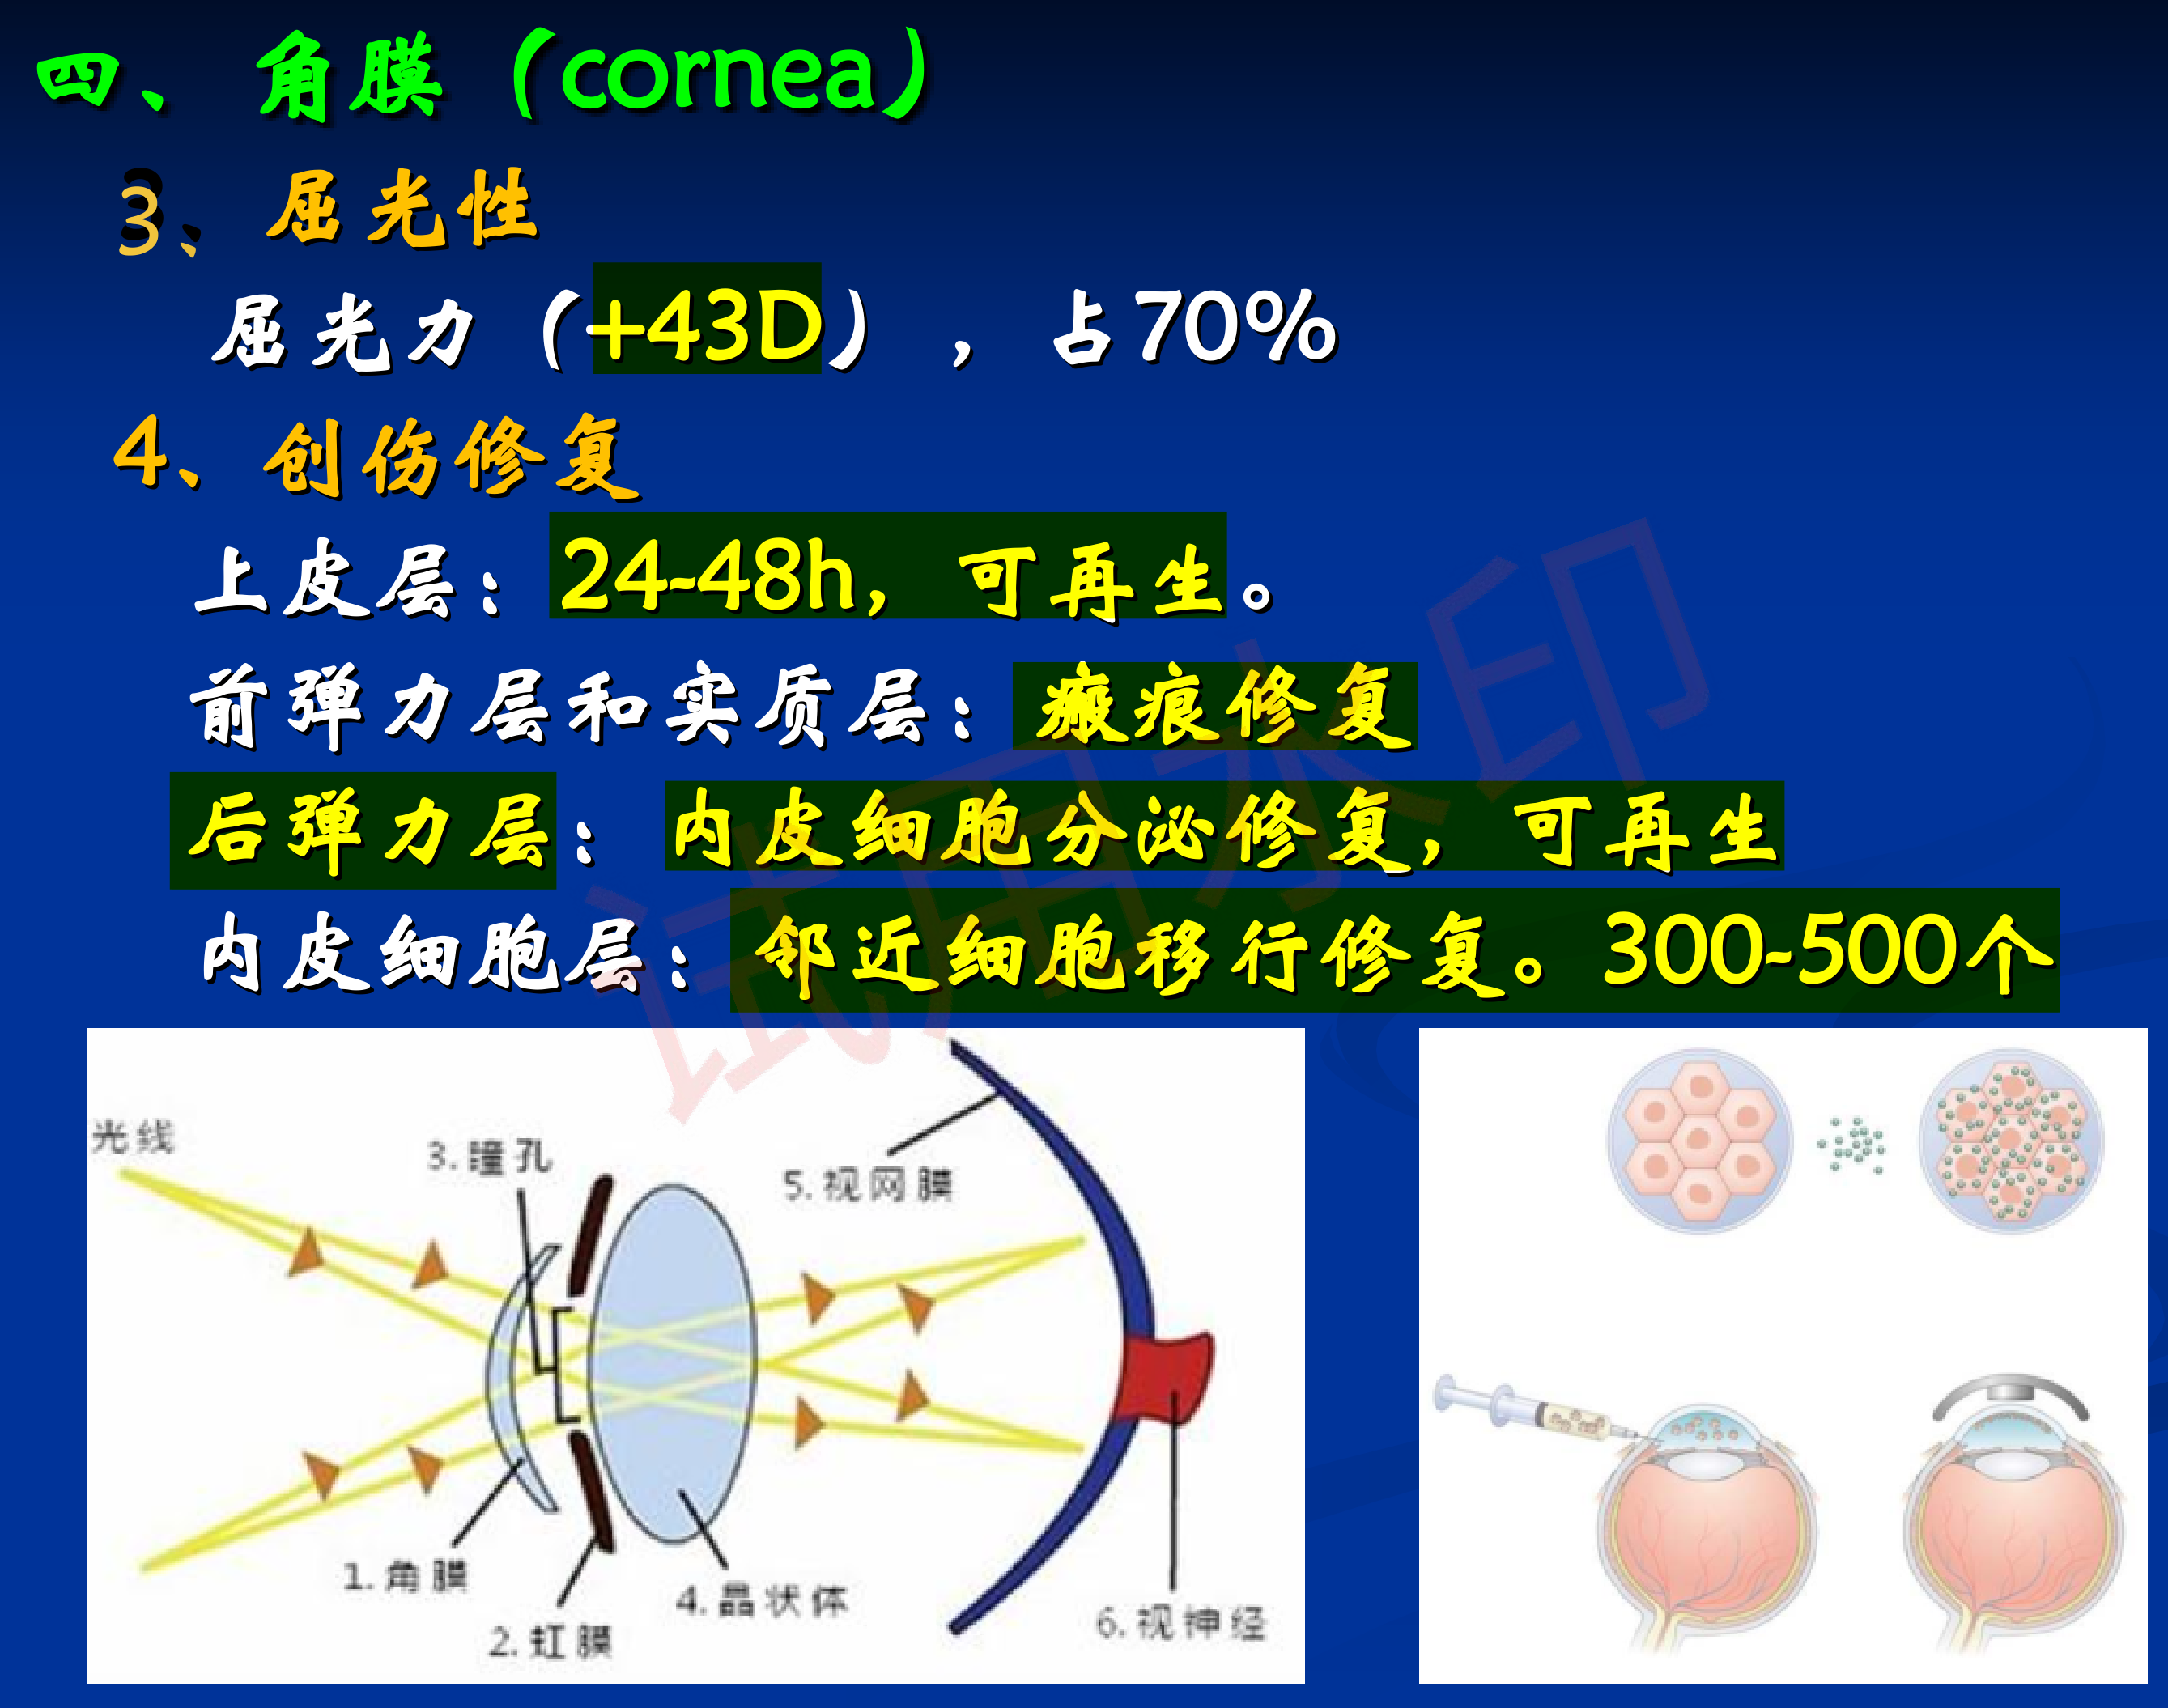 四、 角膜（cornea）
3、屈光性
屈光力（+43D），占70%
4、创伤修复
上皮层：24-48h，可再生。
前弹力层和实质层：瘢痕修复
后弹力层：内皮细胞分泌修复，可再生
内皮细胞层：邻近细胞移行修复。300-500个
试用水印
光线
3.瞳孔
5.视网膜
1.角膜
4.晶状体
6.视神经
2.虹膜